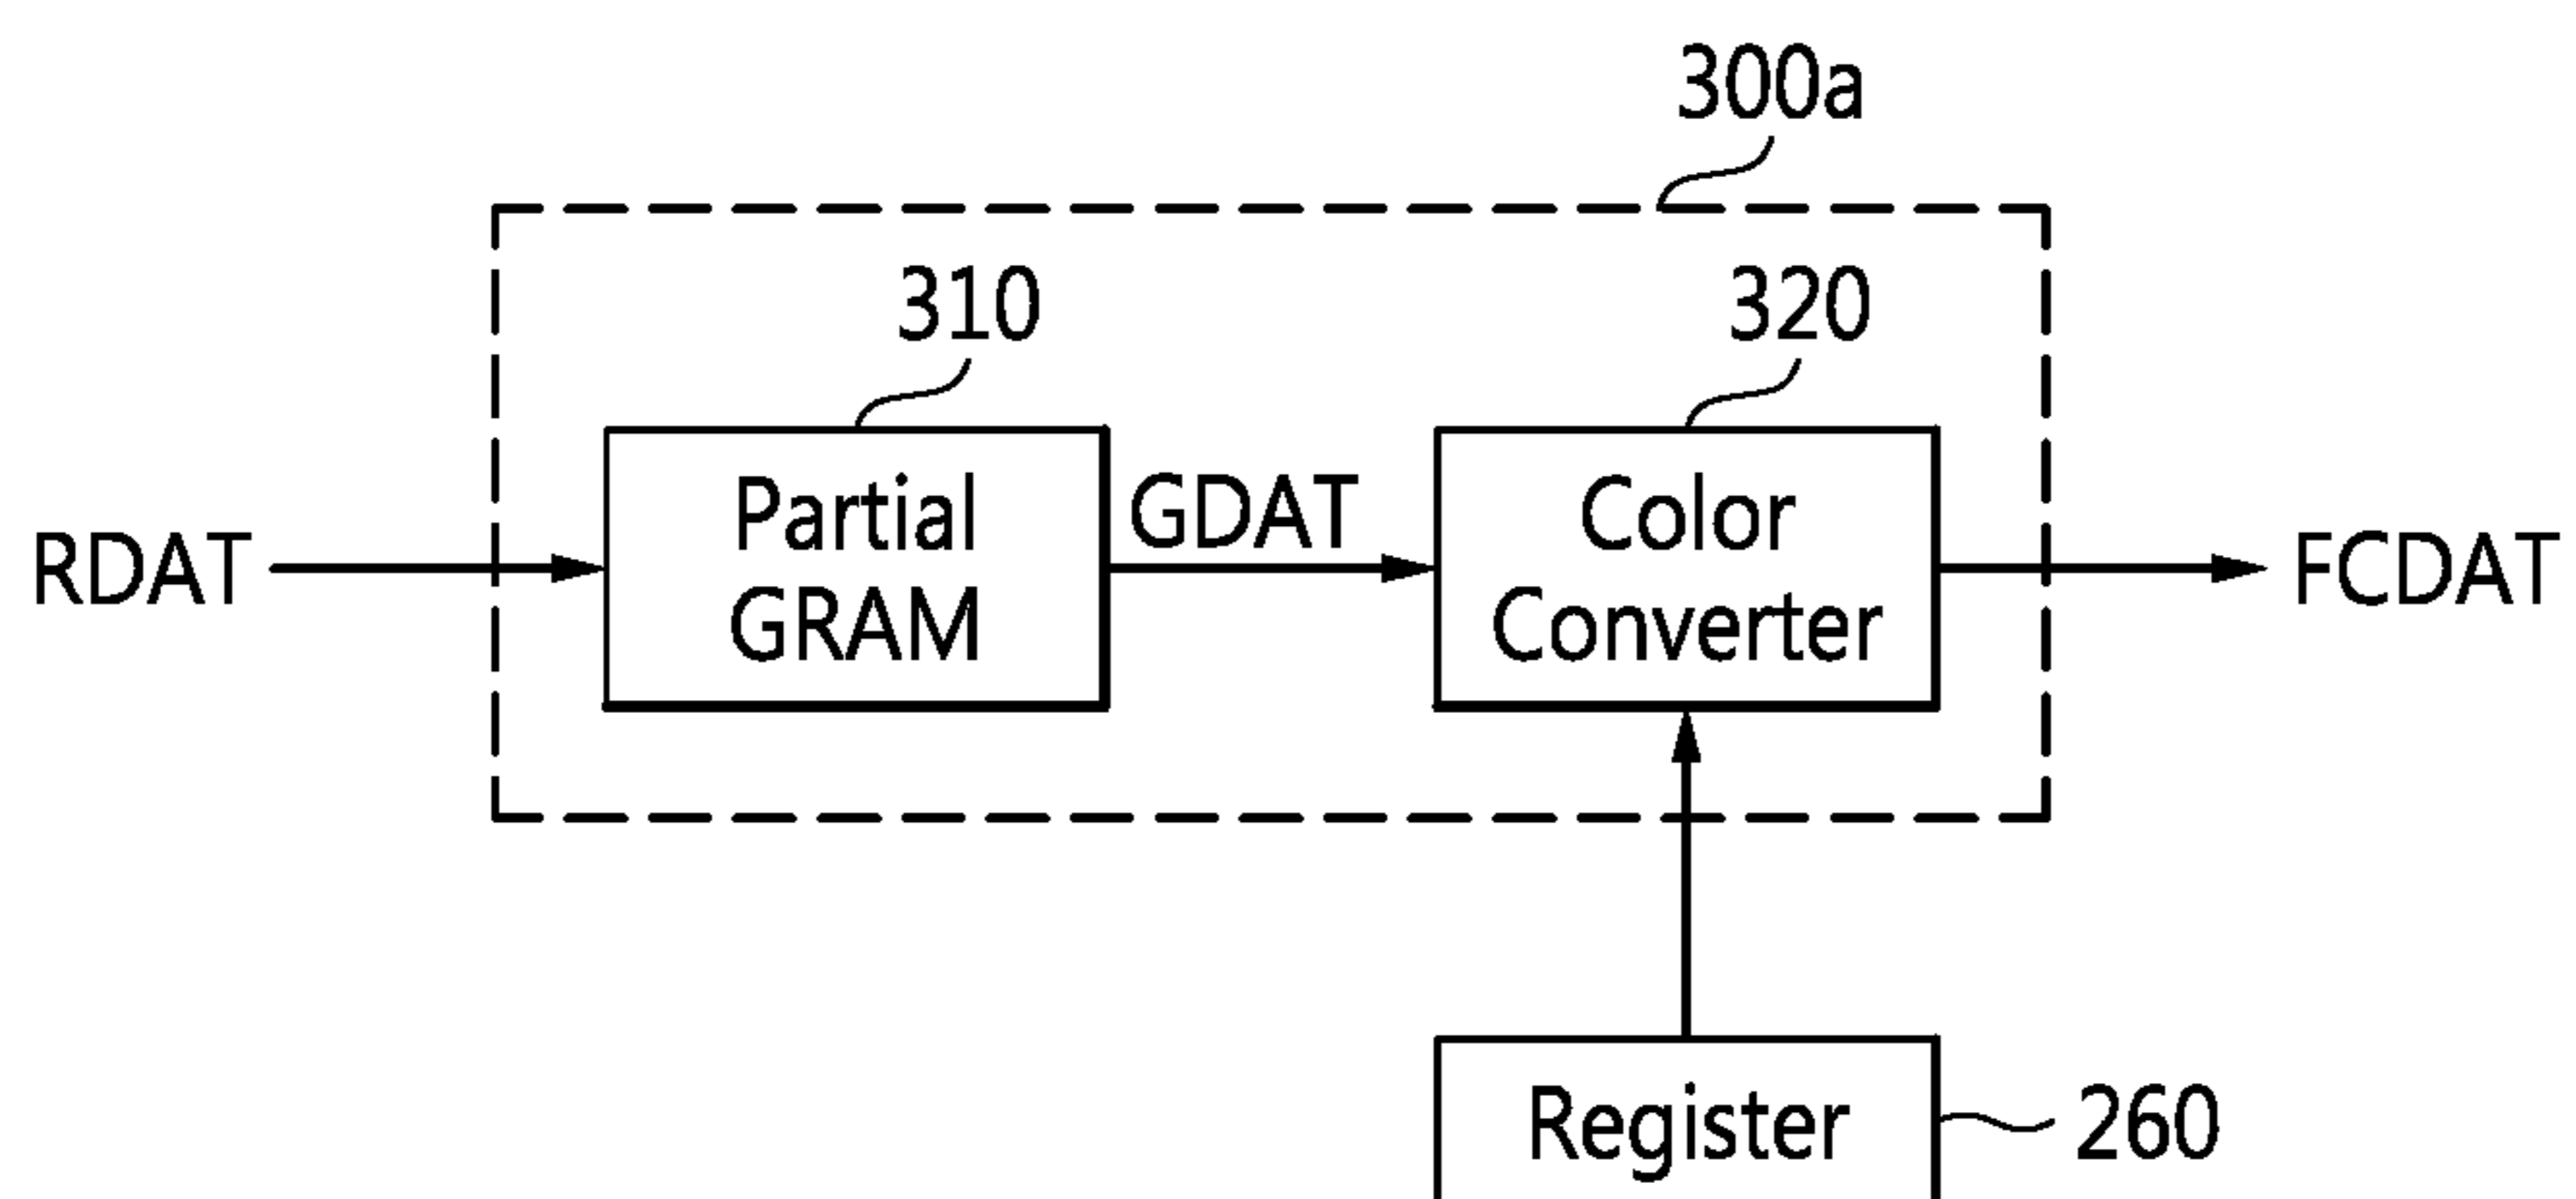 300a
310
320
RDAT
Partial
GRAM
GDAT
Color
Converter
FCDAT
Register
260